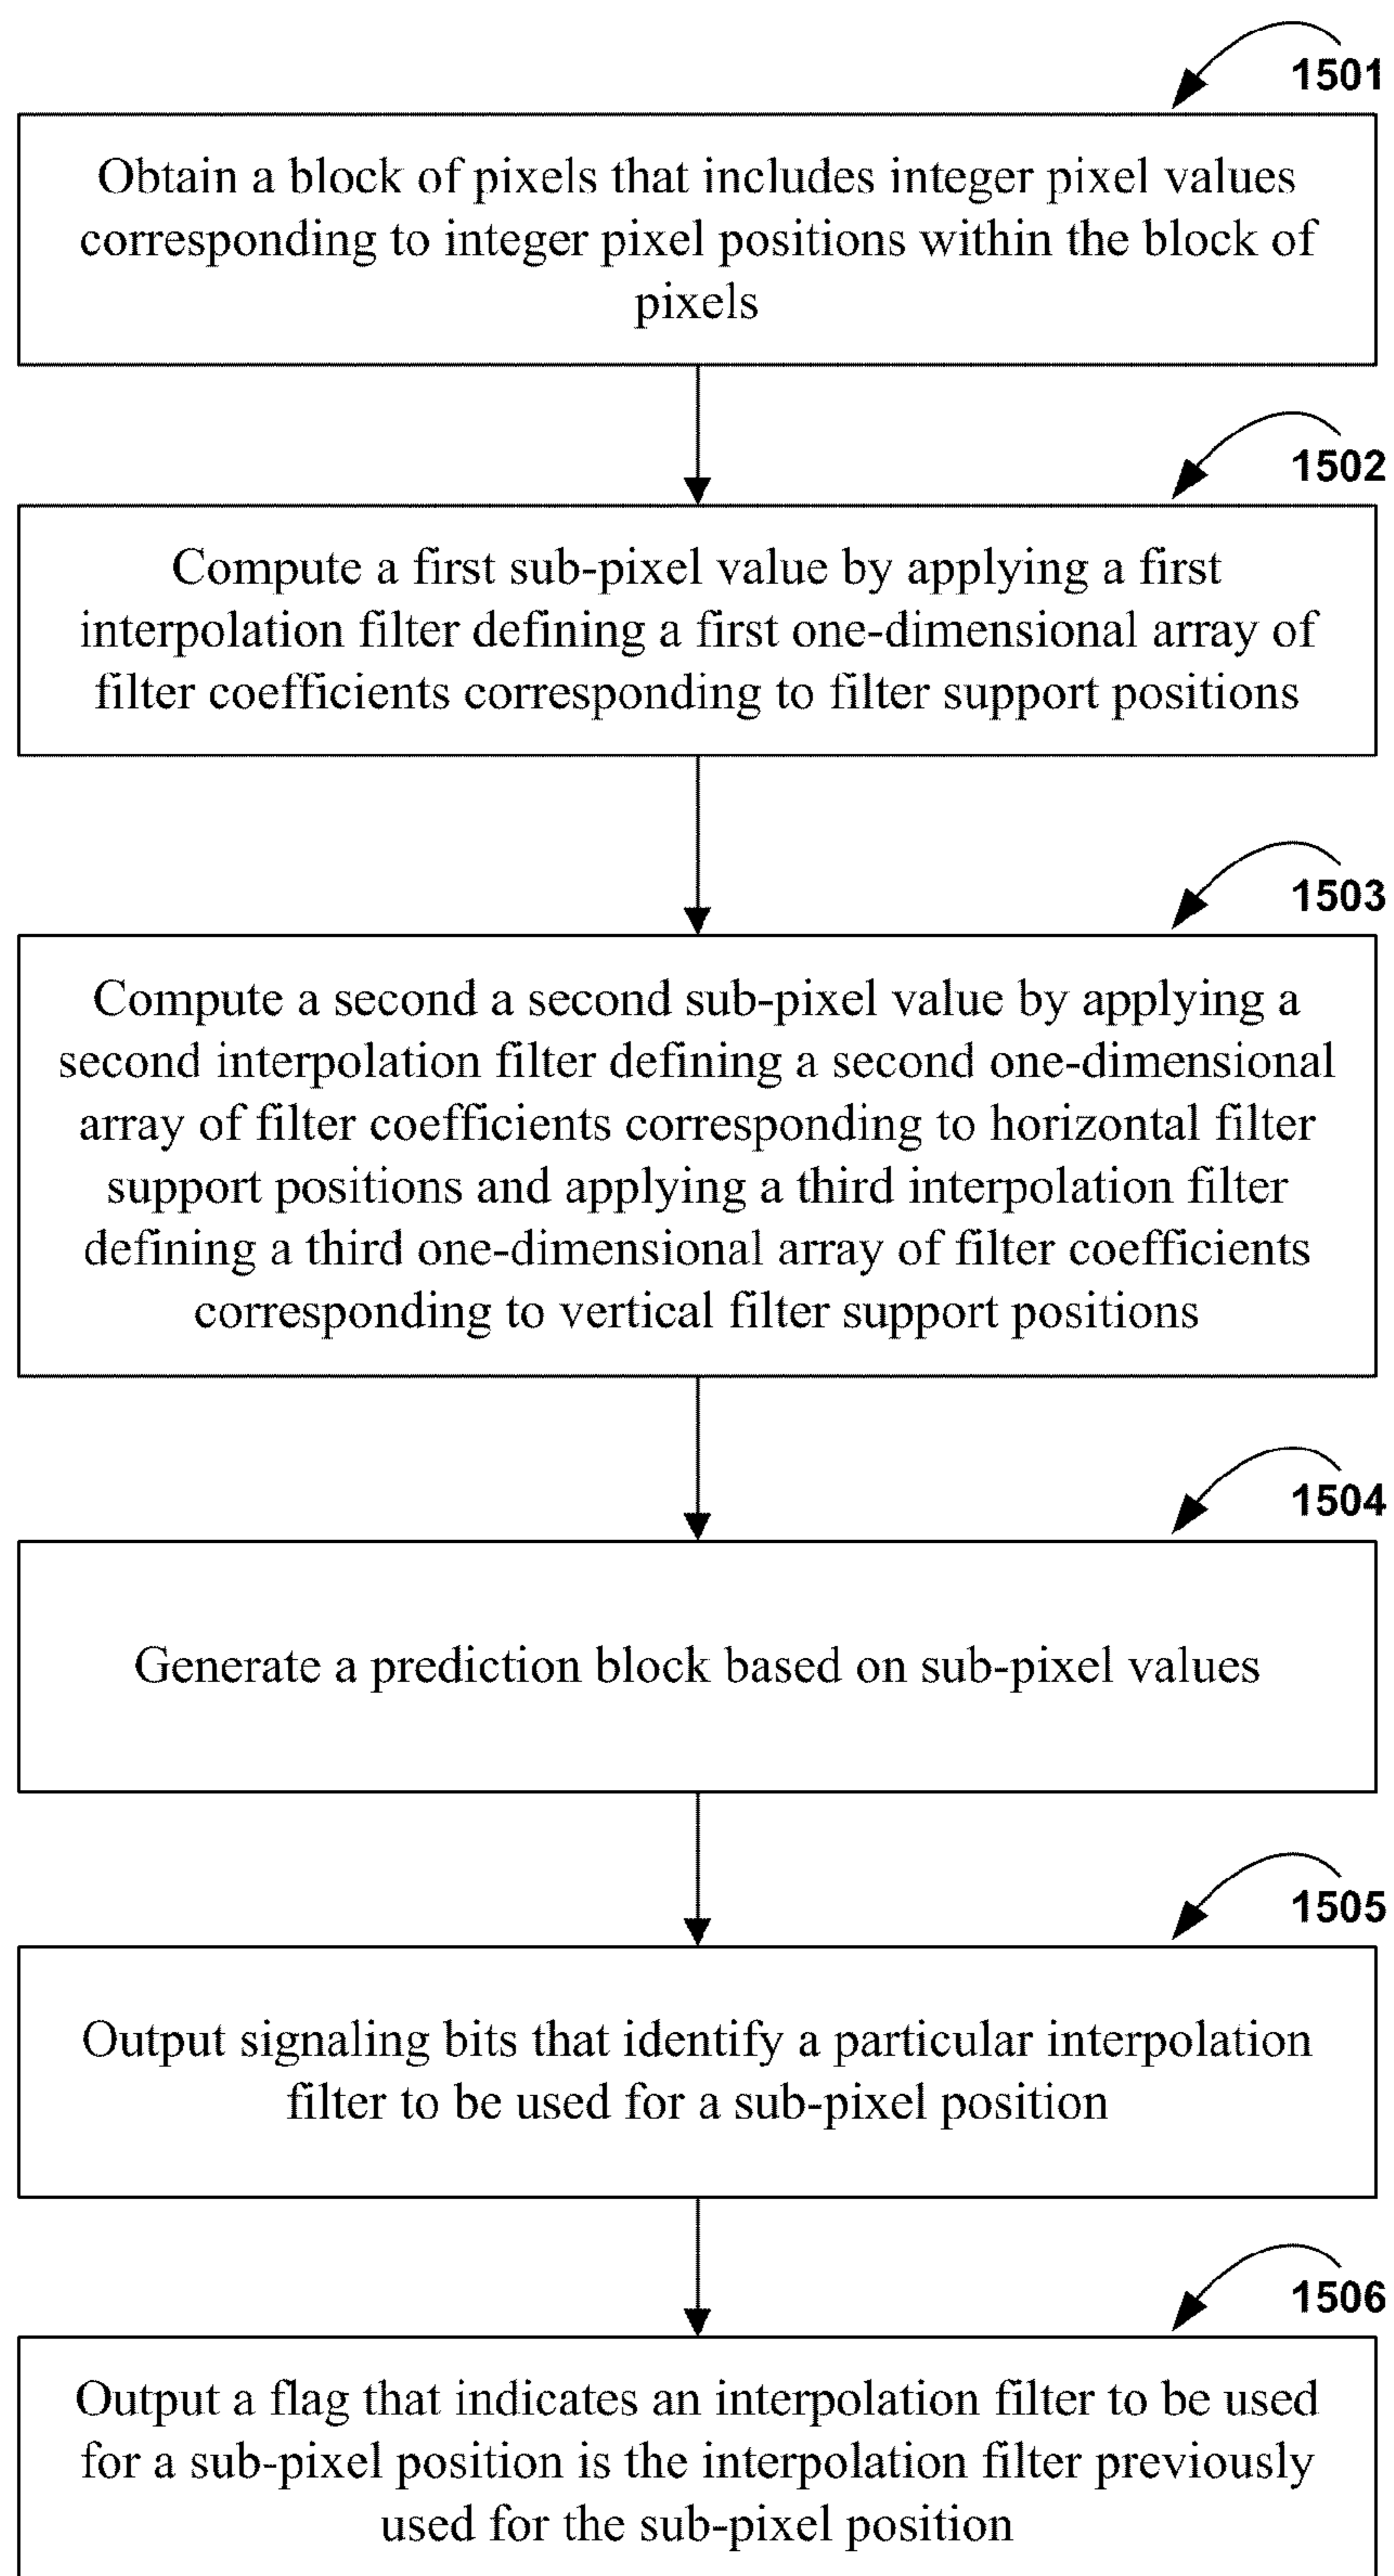 1501
Obtain a block of pixels that includes integer pixel values
corresponding to integer pixel positions within the block of
pixels
1502
Compute a first sub-pixel value by applying a first
interpolation filter defining a first one-dimensional array of
filter coefficients corresponding to filter support positions
1503
Compute a second a second sub-pixel value by applying a
second interpolation filter defining a second one-dimensional
array of filter coefficients corresponding to horizontal filter
support positions and applying a third interpolation filter
defining a third one-dimensional array of filter coefficients
corresponding to vertical filter support positions
1504
Generate a prediction block based on sub-pixel values
1505
Output signaling bits that identify a particular interpolation
filter to be used for a sub-pixel position
1506
Output a flag that indicates an interpolation filter to be used
for a sub-pixel position is the interpolation filter previously
used for the sub-pixel position